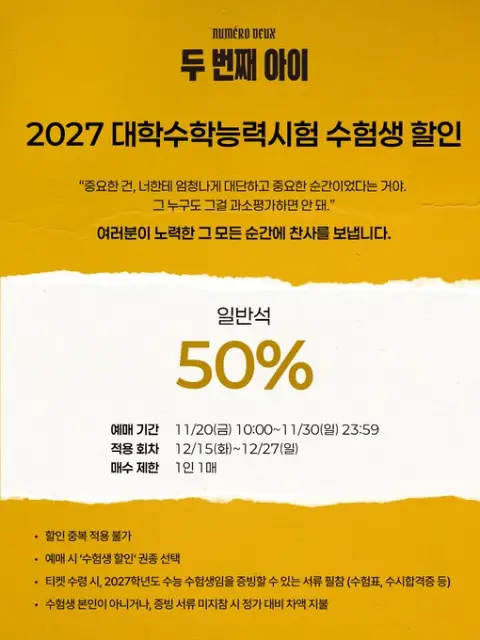 NUMÉRO DEUX
두 번째 아이
2027 대학수학능력시험 수험생 할인
“중요한 건, 너한테 엄청나게 대단하고 중요한 순간이었다는 거야.
그 누구도 그걸 과소평가하면 안 돼.”
여러분이 노력한 그 모든 순간에 찬사를 보냅니다.
일반석
50%
예매 기간 11/20(금) 10:00~11/30(일) 23:59
적용 회차 12/15(화)~12/27(일)
매수 제한 1인 1매
• 할인 중복 적용 불가
• 예매 시 ‘수험생 할인’ 권종 선택
• 티켓 수령 시, 2027학년도 수능 수험생임을 증빙할 수 있는 서류 필참 (수험표, 수시합격증 등)
• 수험생 본인이 아니거나, 증빙 서류 미지참 시 정가 대비 차액 지불